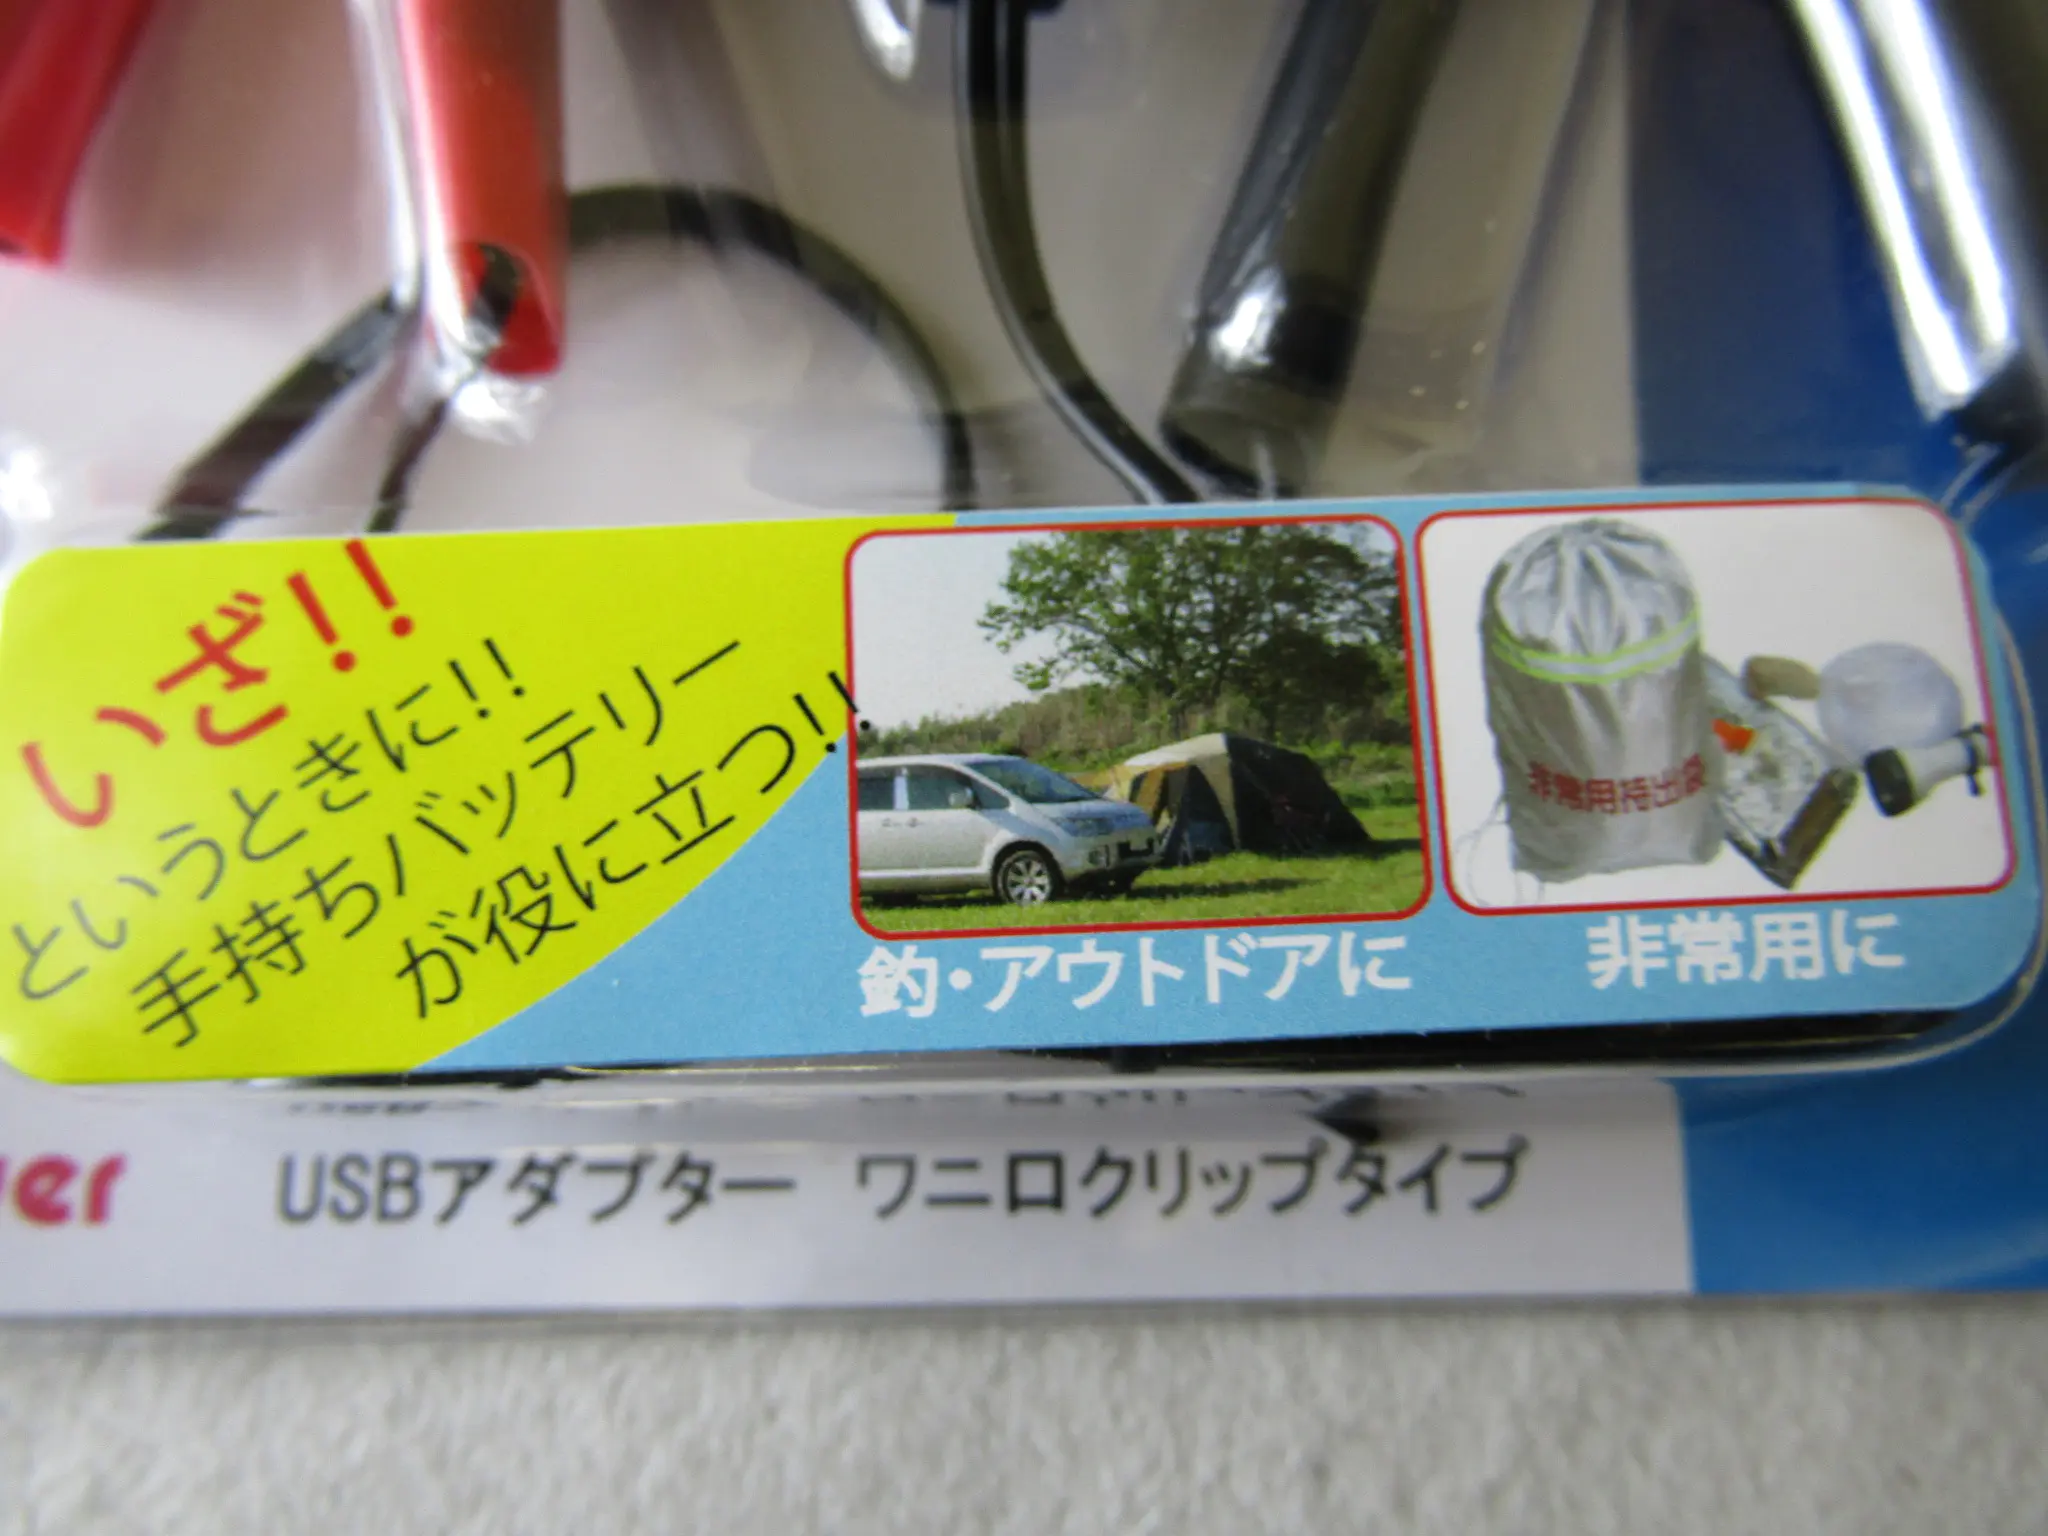 いざ!!
というときに!!
手持ちバッテリー
が役に立つ!!
非常用持出袋
釣・アウトドアに
非常用に
USBアダプター ワニ口クリップタイプ